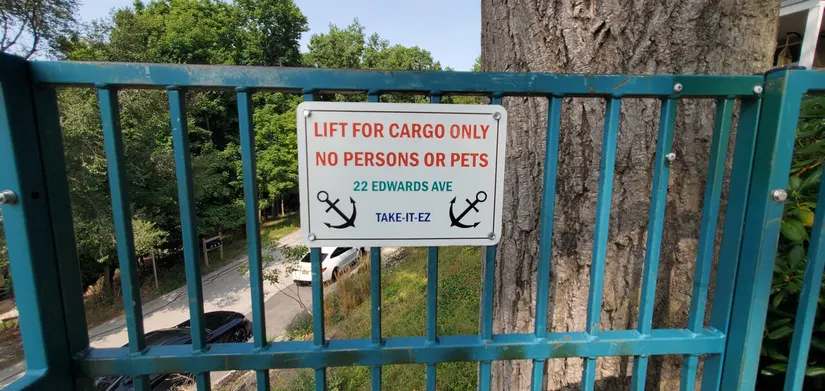 LIFT FOR CARGO ONLY
NO PERSONS OR PETS
22 EDWARDS AVE
TAKE-IT-EZ